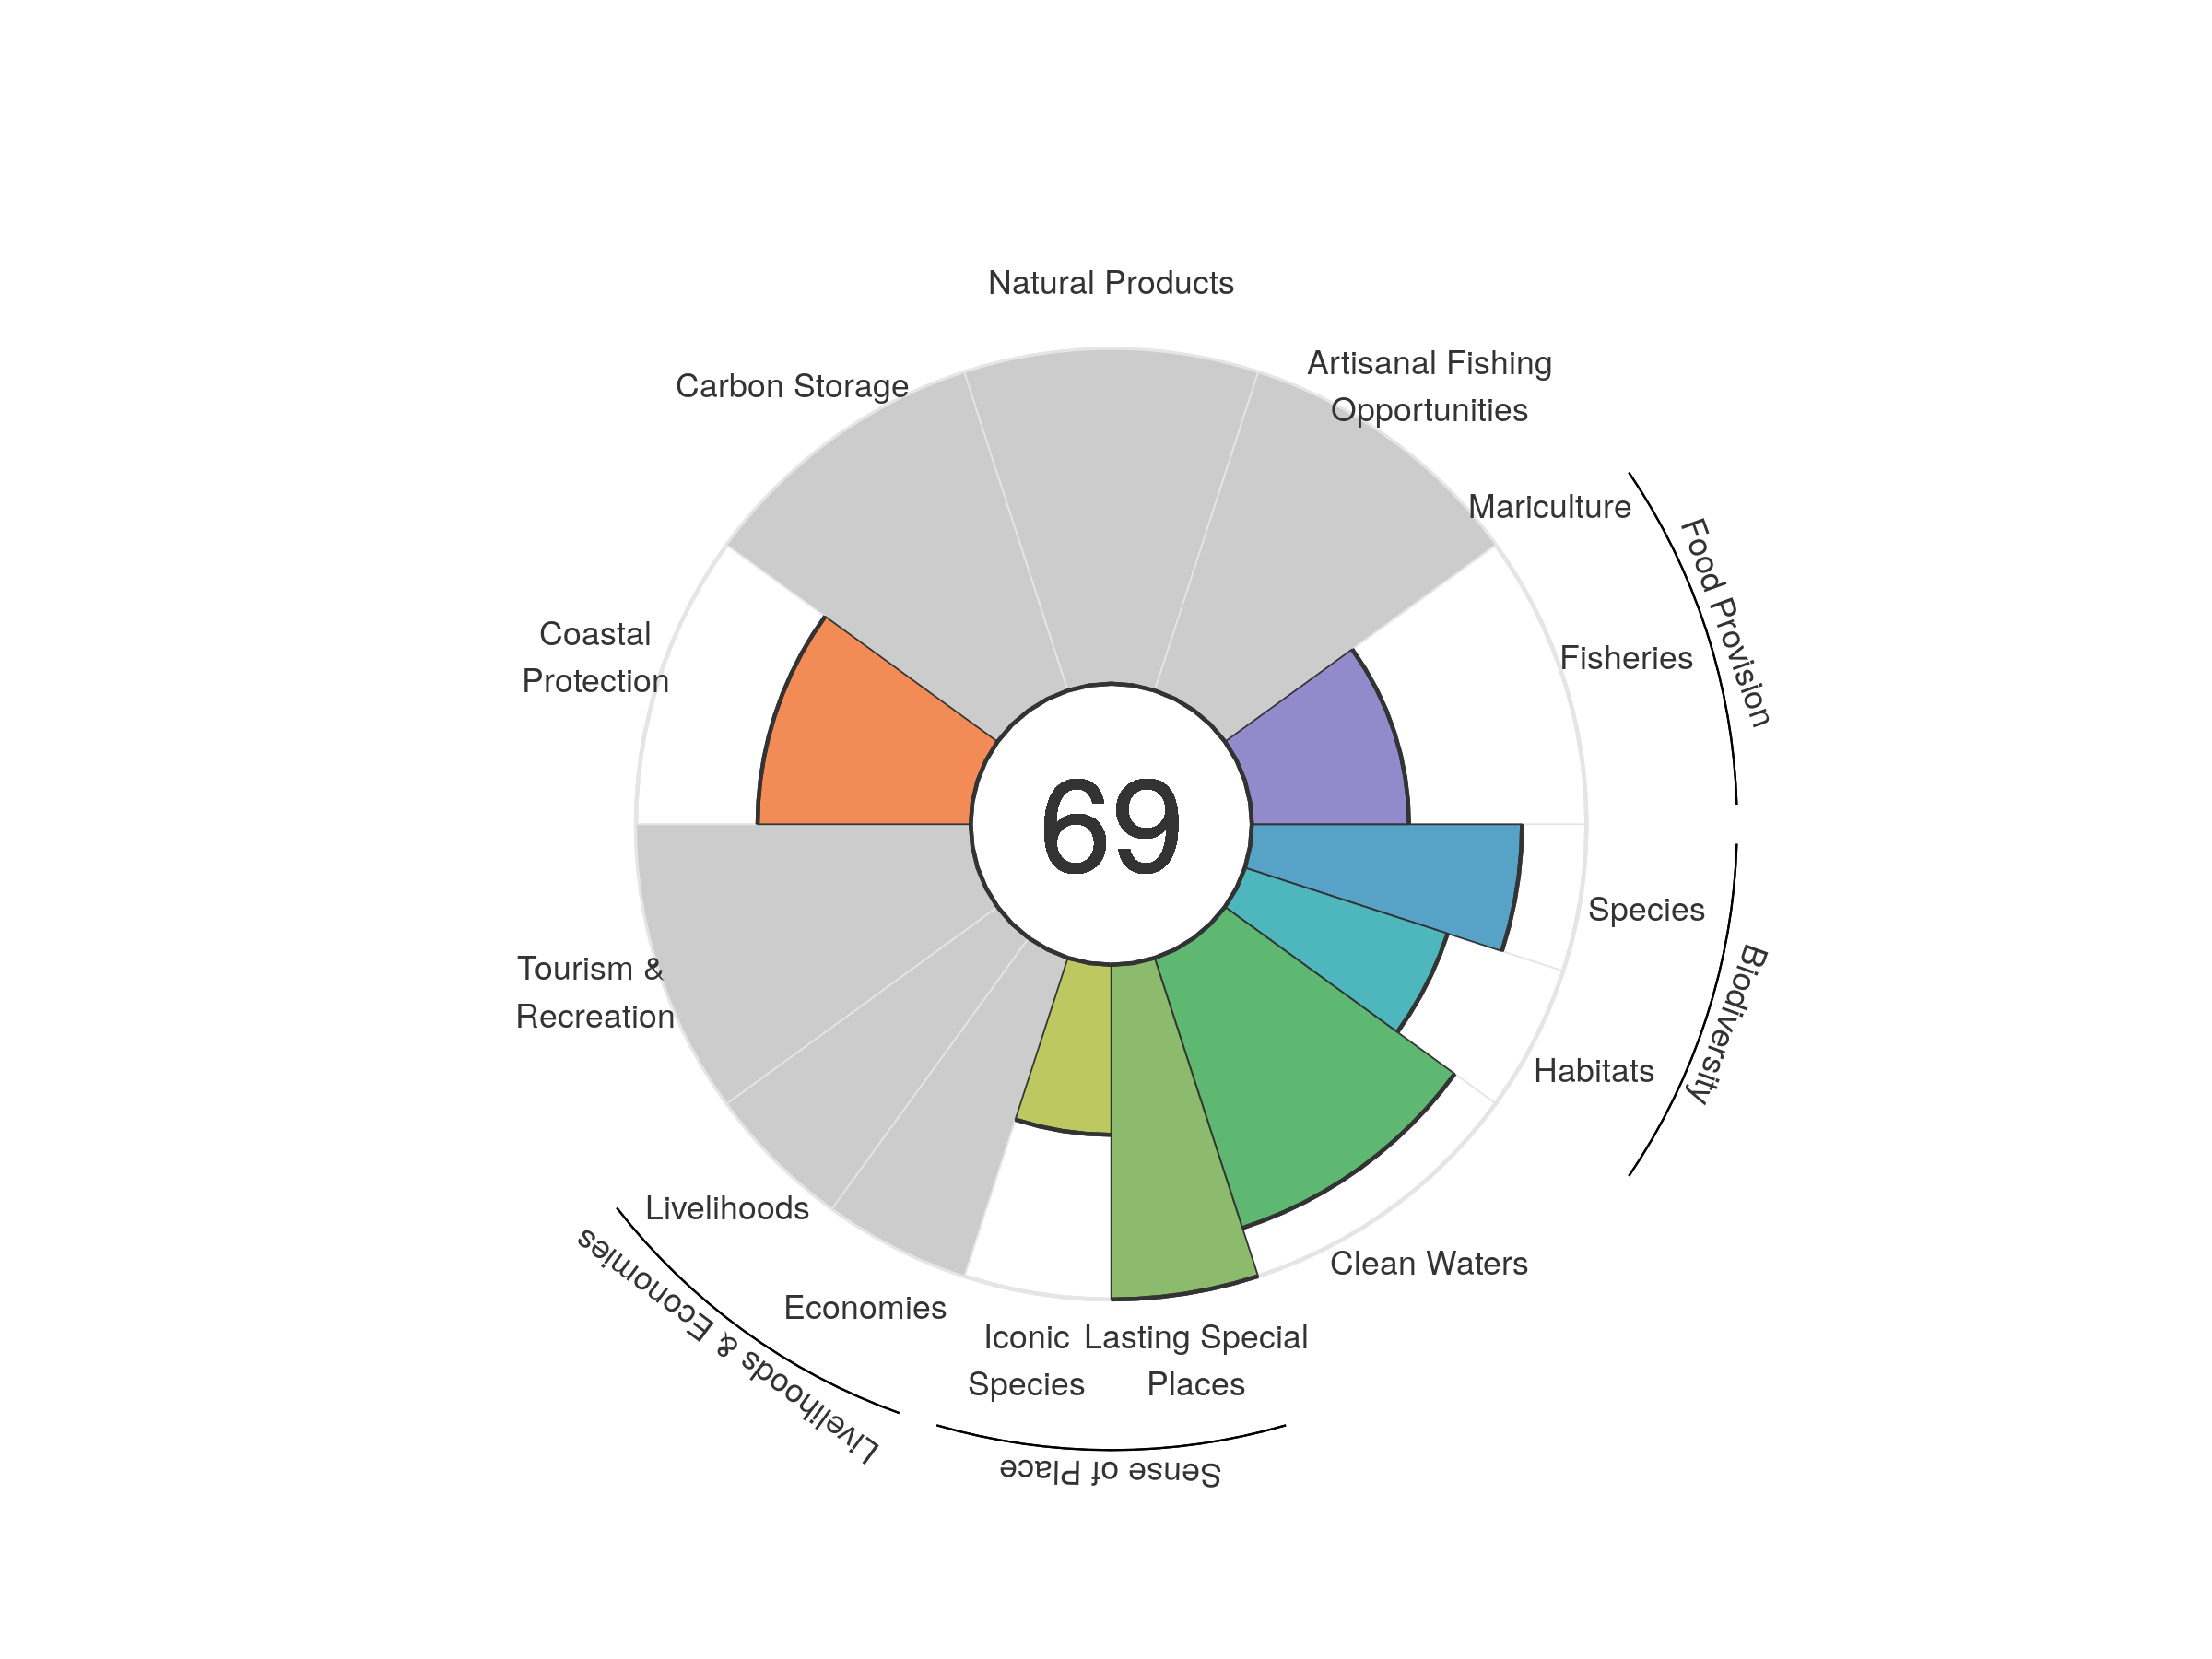 Natural Products
Artisanal Fishing
Opportunities
Carbon Storage
Mariculture
Food Provision
Fisheries
Coastal
Protection
69
Species
Biodiversity
Tourism &
Recreation
Habitats
Livelihoods
Clean Waters
Livelihoods & Economies
Economies
Iconic
Species
Lasting Special
Places
Sense of Place